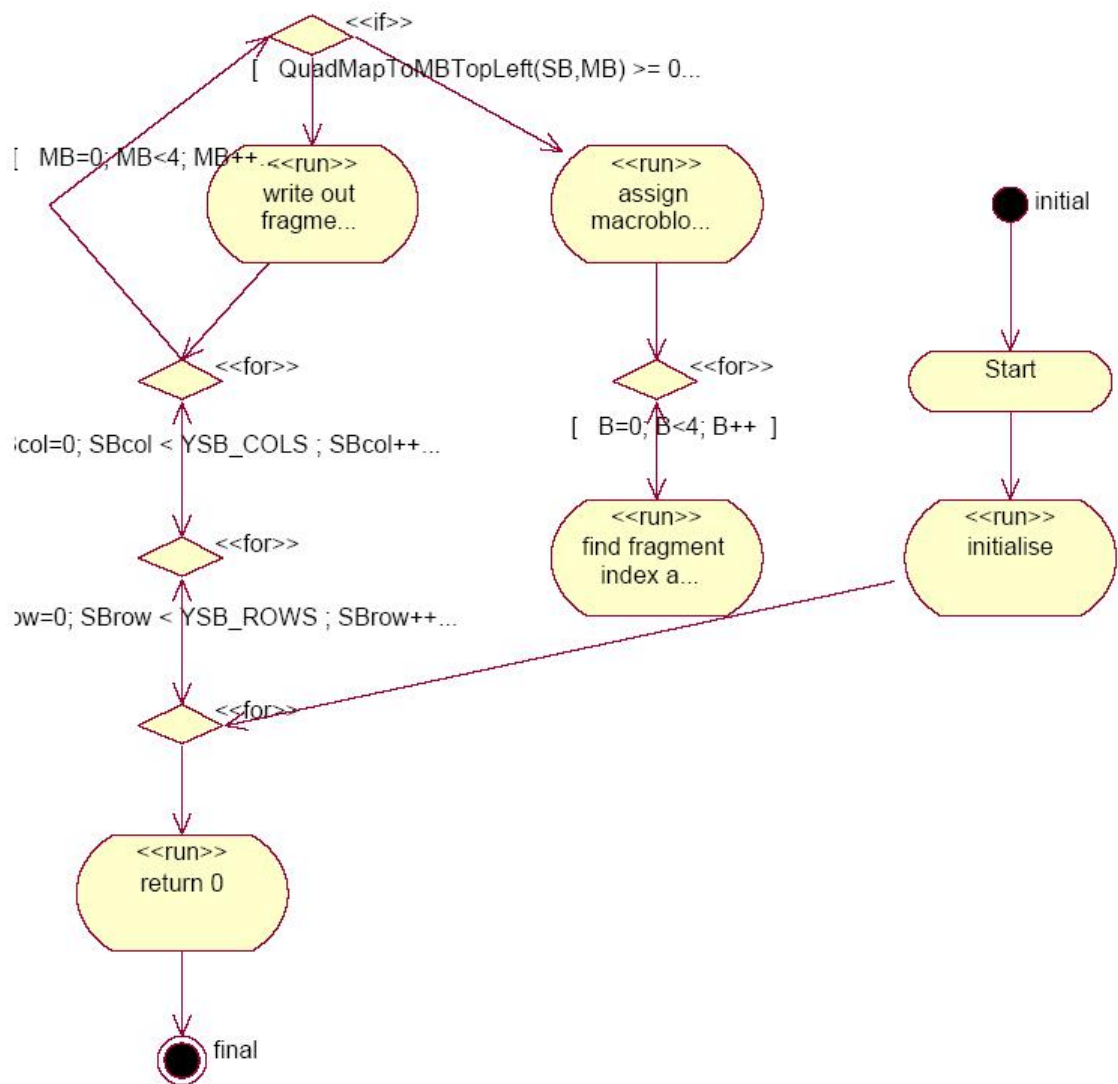 <<if>>
[ QuadMapToMBTopLeft(SB,MB) >= 0...
[ MB=0; MB<4; MB++...
<<run>>
write out
fragme...
<<run>>
assign
macroblo...
initial
<<for>>
<<for>>
Start
[ B=0; B<4; B++ ]
col=0; SBcol < YSB_COLS ; SBcol++...
<<run>>
find fragment
index a...
<<run>>
initialise
<<for>>
ow=0; SBrow < YSB_ROWS ; SBrow++...
<<for>>
<<run>>
return 0
final